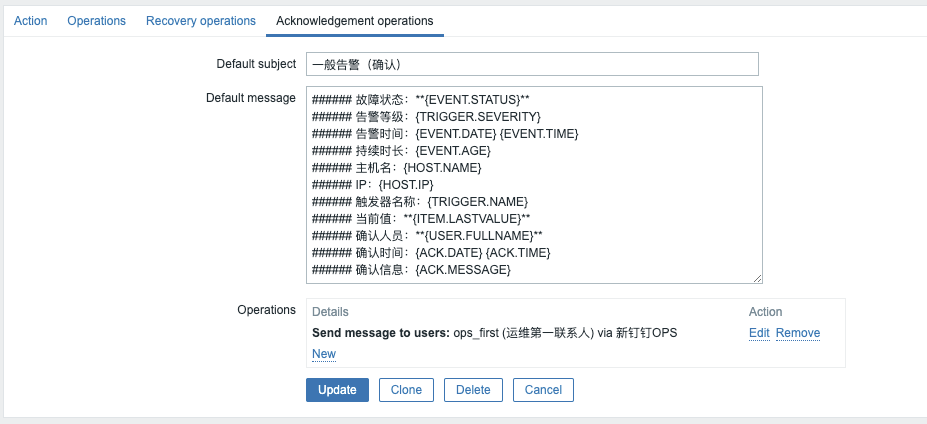 Action Operations Recovery operations Acknowledgement operations
Default subject 一般告警（确认）
Default message ###### 故障状态：**{EVENT.STATUS}**
###### 告警等级：{TRIGGER.SEVERITY}
###### 告警时间：{EVENT.DATE} {EVENT.TIME}
###### 持续时长：{EVENT.AGE}
###### 主机名：{HOST.NAME}
###### IP：{HOST.IP}
###### 触发器名称：{TRIGGER.NAME}
###### 当前值：**{ITEM.LASTVALUE}**
###### 确认人员：**{USER.FULLNAME}**
###### 确认时间：{ACK.DATE} {ACK.TIME}
###### 确认信息：{ACK.MESSAGE}
Operations Details Action
Send message to users: ops_first (运维第一联系人) via 新钉钉OPS Edit Remove
New
Update Clone Delete Cancel